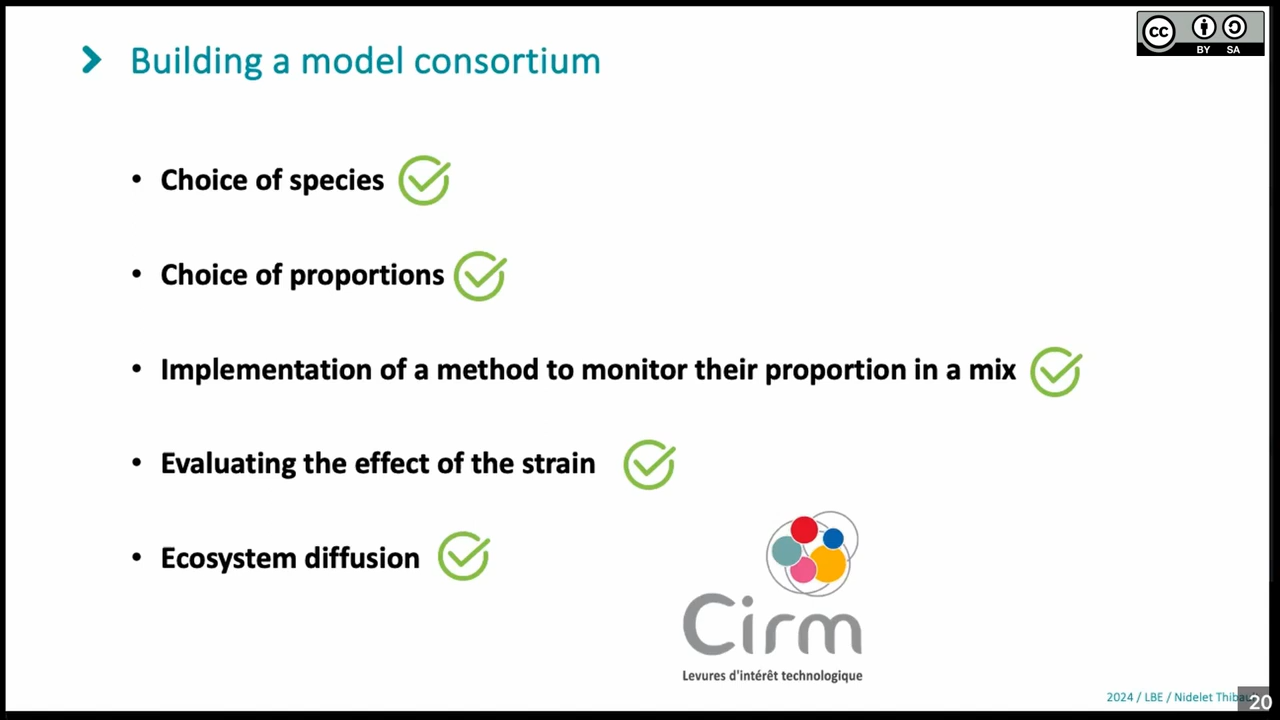 Building a model consortium
cc
BY SA
• Choice of species
• Choice of proportions
• Implementation of a method to monitor their proportion in a mix
• Evaluating the effect of the strain
• Ecosystem diffusion
Cirm
Levures d'intérêt technologique
2024 / LBE / Nidelet
20